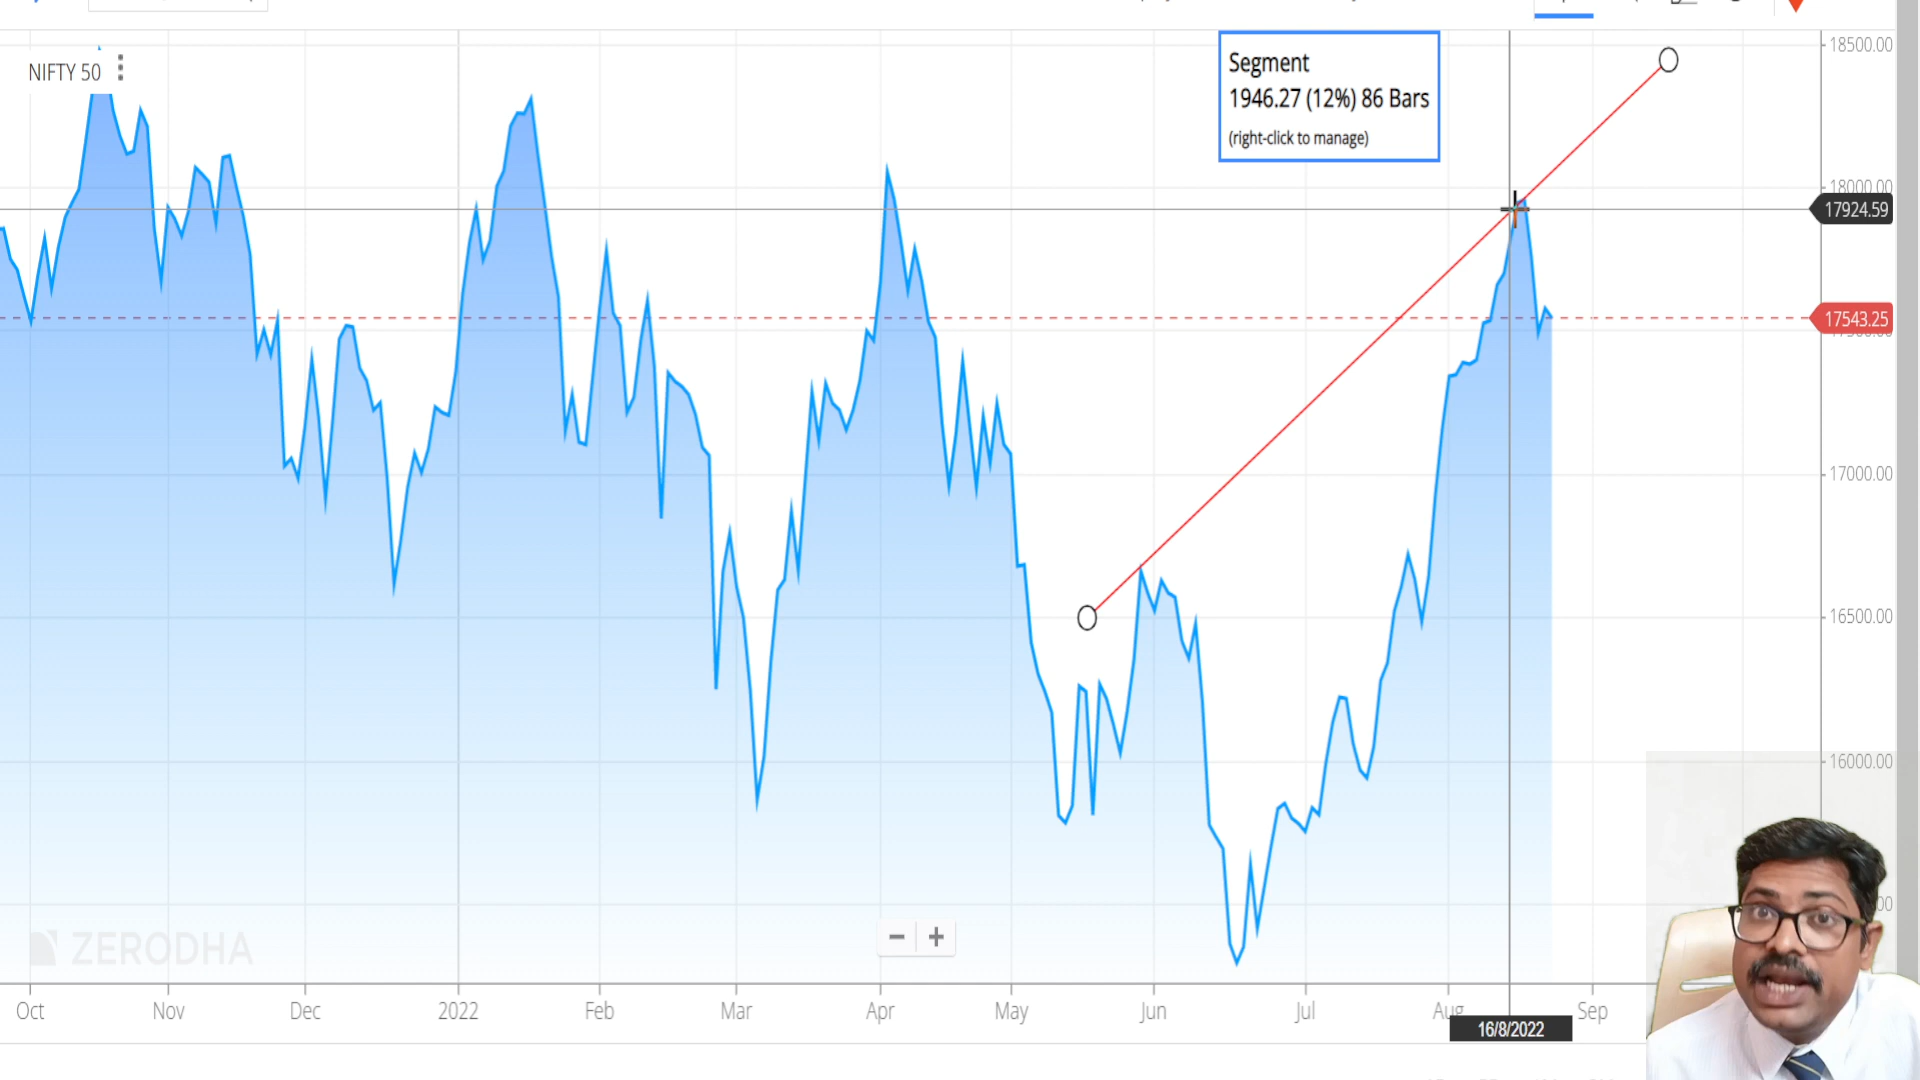 NIFTY 50
Segment
1946.27 (12%) 86 Bars
(right-click to manage)
18500.00
18000.00
17924.59
17543.25
17000.00
16500.00
16000.00
ZERODHA
Oct Nov Dec 2022 Feb Mar Apr May Jun Jul Aug Sep
16/8/2022